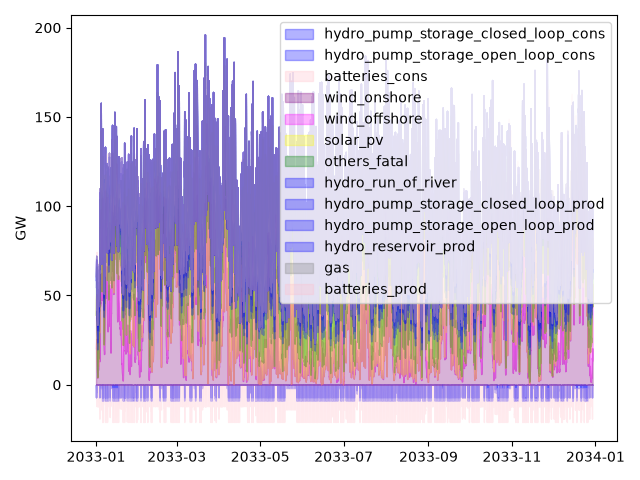 200
150
100
50
0
GW
hydro_pump_storage_closed_loop_cons
hydro_pump_storage_open_loop_cons
batteries_cons
wind_onshore
wind_offshore
solar_pv
others_fatal
hydro_run_of_river
hydro_pump_storage_closed_loop_prod
hydro_pump_storage_open_loop_prod
hydro_reservoir_prod
gas
batteries_prod
2033-01 2033-03 2033-05 2033-07 2033-09 2033-11 2034-01